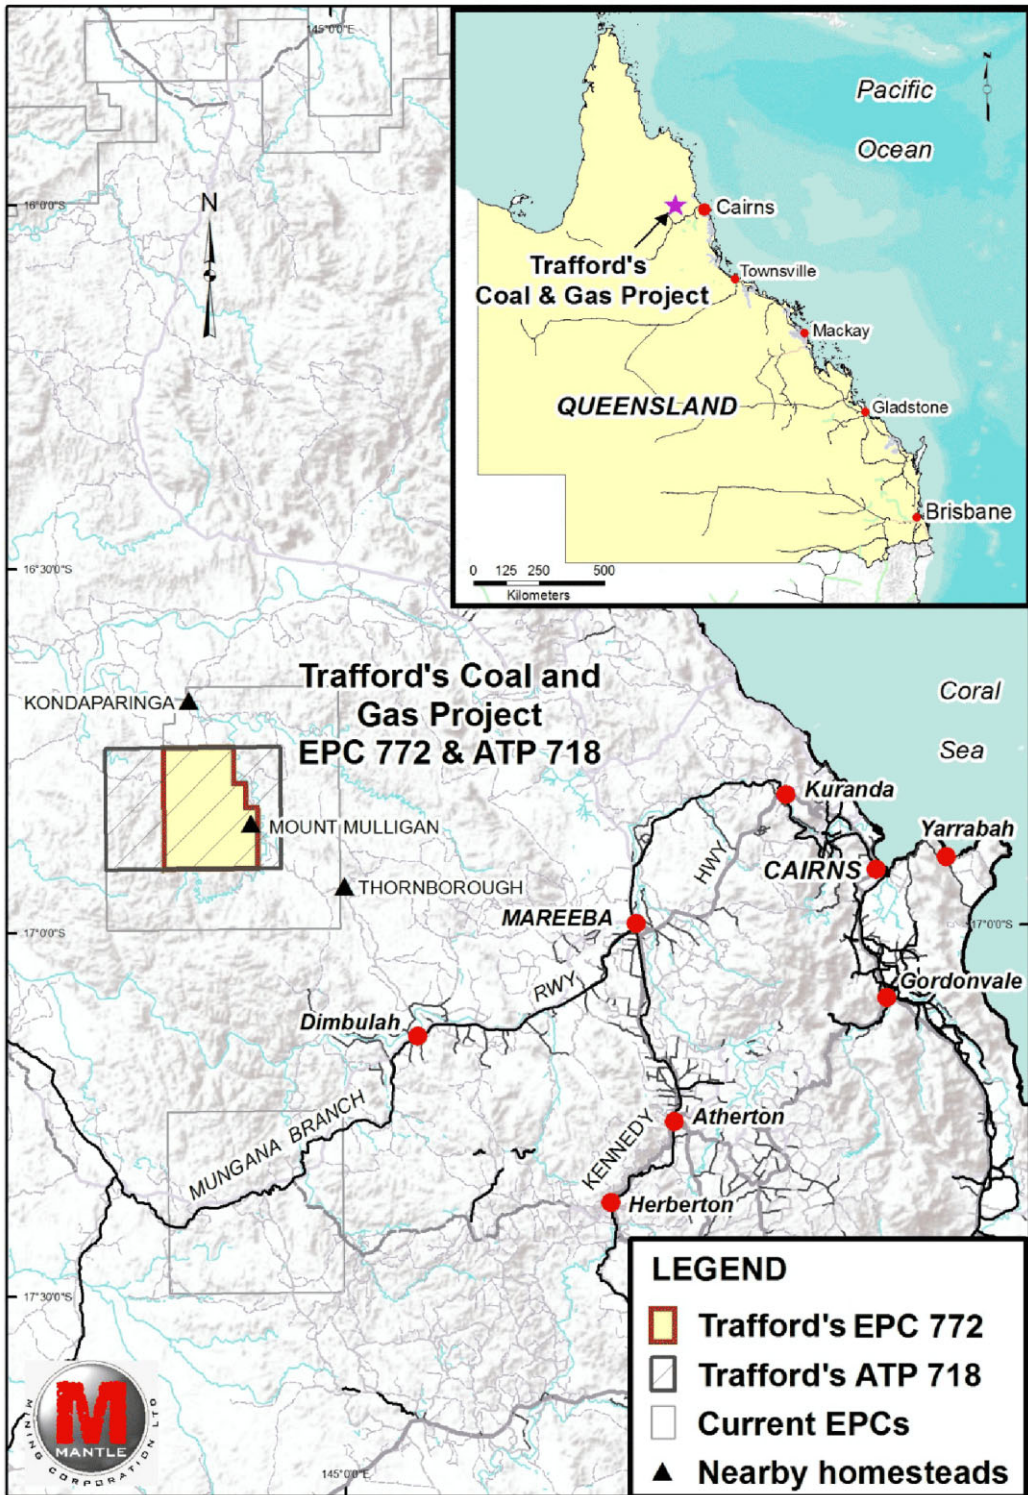 145°0'0"E
N
16°0'0"S
16°30'0"S
Pacific
Ocean
N
Cairns
Trafford's
Coal & Gas Project
Townsville
Mackay
QUEENSLAND
Gladstone
Brisbane
0 125 250 500
Kilometers
Trafford's Coal and
Gas Project
EPC 772 & ATP 718
KONDAPARINGA
MOUNT MULLIGAN
THORNBOROUGH
Coral
Sea
Kuranda
Yarrabah
CAIRNS
HWY
MAREEBA
17°0'0"S
17°0'0"S
RWY
Gordonvale
Dimbulah
MUNGANA BRANCH
KENNEDY
Atherton
Herberton
17°30'0"S
145°0'0"E
LEGEND
Trafford's EPC 772
Trafford's ATP 718
Current EPCs
Nearby homesteads
M
MANTLE
MINING CORPORATION LTD